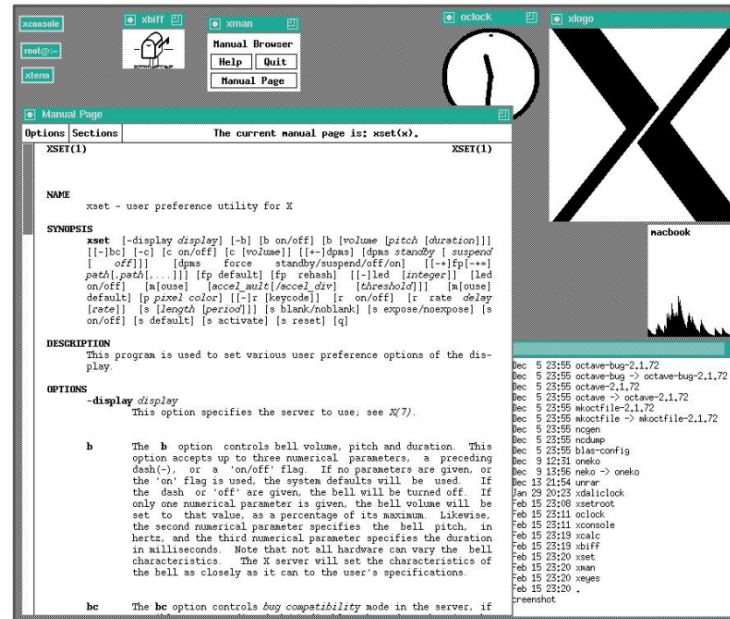 xconsole
root@:~
xterm
xbiff
xman
Manual Browser
Help Quit
Manual Page
oclock
xlogo
macbook
Manual Page
Options Sections The current manual page is: xset(x).
XSET(1) XSET(1)
NAME
xset - user preference utility for X
SYNOPSIS
xset [-display display] [-b] [b on/off] [b [volume [pitch [duration]]]
[[-]bc] [-c] [c on/off] [c [volume]] [[+-]dpms] [dpms standby [ suspend
[ off]]] [dpms force standby/suspend/off/on] [[-+]fp[-+=]
path[,path[,...]]] [fp default] [fp rehash] [[-]led [integer]] [led
on/off] [m[ouse] [accel_mult[/accel_div] [threshold]]] [m[ouse]
default] [p pixel color] [[-]r [keycode]] [r on/off] [r rate delay
[rate]] [s [length [period]]] [s blank/noblank] [s expose/noexpose] [s
on/off] [s default] [s activate] [s reset] [q]
DESCRIPTION
This program is used to set various user preference options of the dis-
play.
OPTIONS
-display display
This option specifies the server to use; see X(7).
b The b option controls bell volume, pitch and duration. This
option accepts up to three numerical parameters, a preceding
dash(-), or a 'on/off' flag. If no parameters are given, or
the 'on' flag is used, the system defaults will be used. If
the dash or 'off' are given, the bell will be turned off. If
only one numerical parameter is given, the bell volume will be
set to that value, as a percentage of its maximum. Likewise,
the second numerical parameter specifies the bell pitch, in
hertz, and the third numerical parameter specifies the duration
in milliseconds. Note that not all hardware can vary the bell
characteristics. The X server will set the characteristics of
the bell as closely as it can to the user's specifications.
bc The bc option controls bug compatibility mode in the server, if
Dec 5 23:55 octave-bug-2.1.72
Dec 5 23:55 octave-bug -> octave-bug-2.1.72
Dec 5 23:55 octave-2.1.72
Dec 5 23:55 octave -> octave-2.1.72
Dec 5 23:55 mkoctfile-2.1.72
Dec 5 23:55 mkoctfile -> mkoctfile-2.1.72
Dec 5 23:55 ncgen
Dec 5 23:55 ncdump
Dec 5 23:55 blas-config
Dec 9 12:31 oneko
Dec 9 13:56 neko -> oneko
Dec 13 21:54 unrar
Jan 29 20:23 xdaliclock
Feb 15 23:08 xsetroot
Feb 15 23:11 oclock
Feb 15 23:11 xconsole
Feb 15 23:19 xcalc
Feb 15 23:19 xbiff
Feb 15 23:20 xset
Feb 15 23:20 xman
Feb 15 23:20 xeyes
Feb 15 23:20 .
creenshot